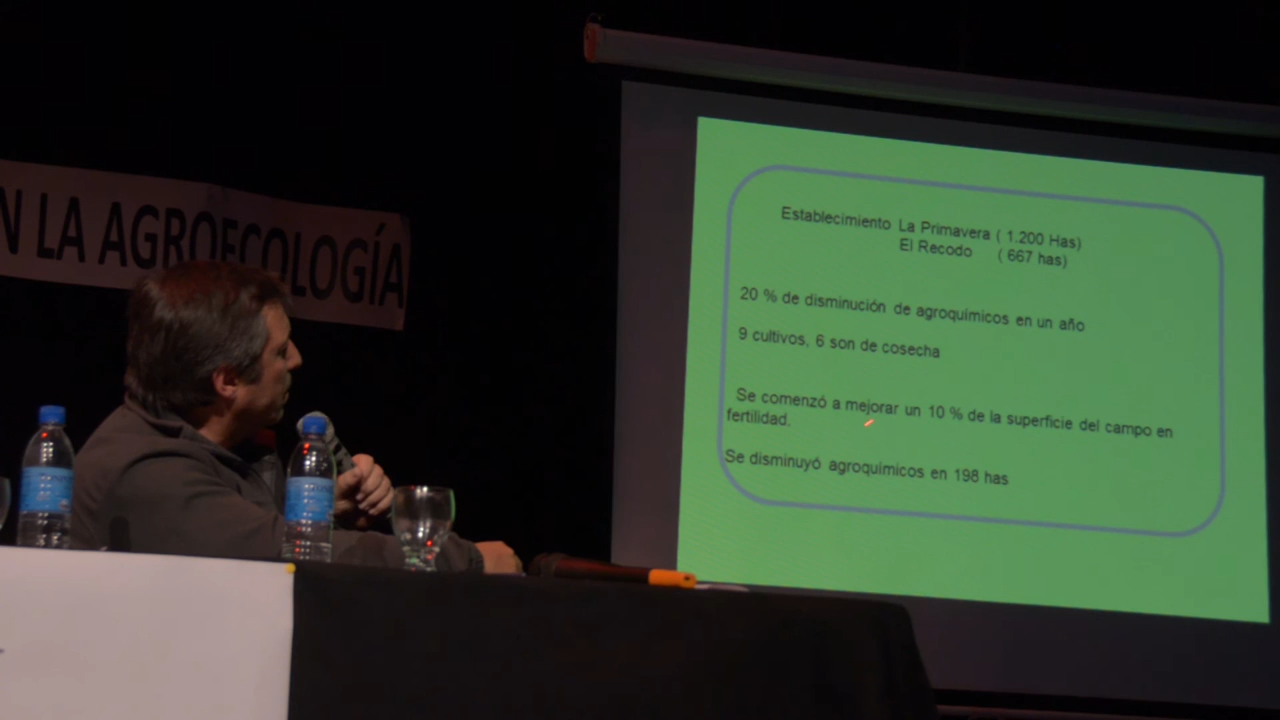 N LA AGROECOLOGÍA
Establecimiento La Primavera ( 1.200 Has)
El Recodo ( 667 has)
20 % de disminución de agroquímicos en un año
9 cultivos, 6 son de cosecha
Se comenzó a mejorar un 10 % de la superficie del campo en
fertilidad.
Se disminuyó agroquímicos en 198 has